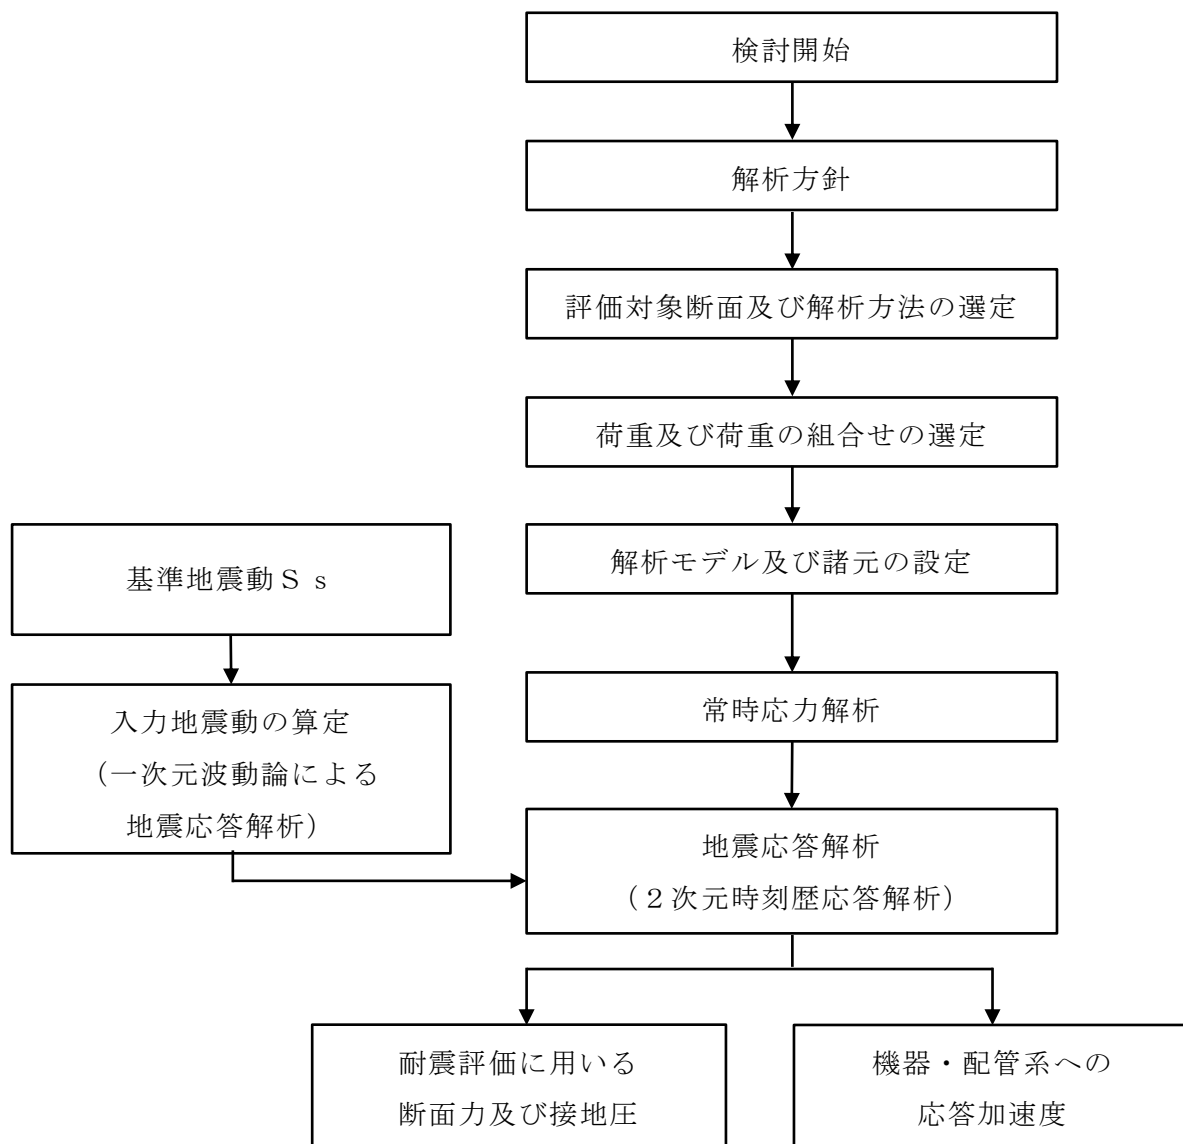 検討開始
解析方針
評価対象断面及び解析方法の選定
荷重及び荷重の組合せの選定
解析モデル及び諸元の設定
基準地震動Ｓｓ
入力地震動の算定
（一次元波動論による
地震応答解析）
常時応力解析
地震応答解析
（２次元時刻歴応答解析）
耐震評価に用いる
断面力及び接地圧
機器・配管系への
応答加速度